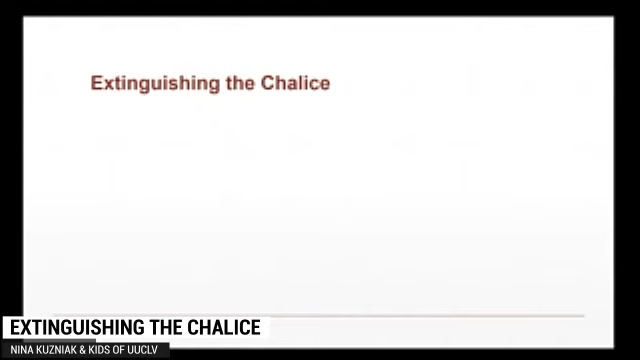 Extinguishing the Chalice
EXTINGUISHING THE CHALICE
NINA KUZNIAK & KIDS OF UUCLV